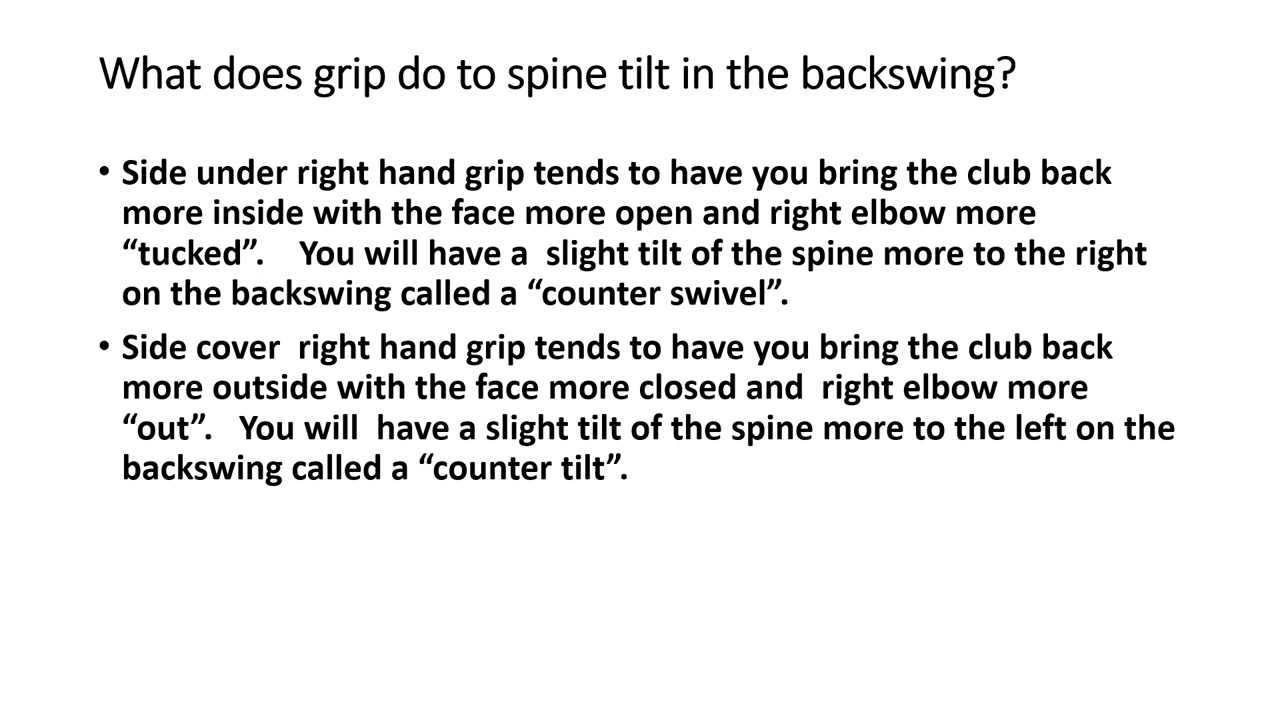 What does grip do to spine tilt in the backswing?
• Side under right hand grip tends to have you bring the club back
more inside with the face more open and right elbow more
“tucked”.    You will have a  slight tilt of the spine more to the right
on the backswing called a “counter swivel”.
• Side cover  right hand grip tends to have you bring the club back
more outside with the face more closed and  right elbow more
“out”.   You will  have a slight tilt of the spine more to the left on the
backswing called a “counter tilt”.